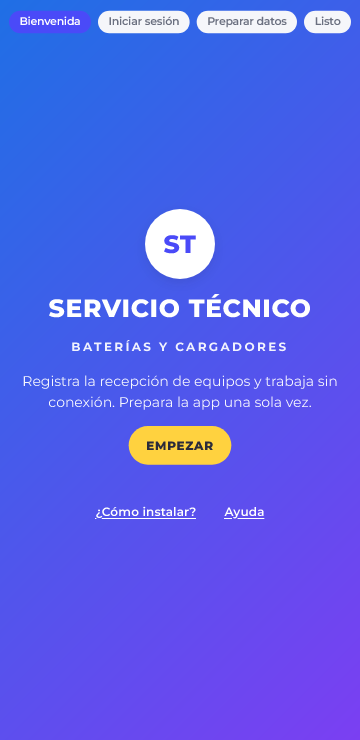 Bienvenida
Iniciar sesión
Preparar datos
Listo
ST
SERVICIO TÉCNICO
BATERÍAS Y CARGADORES
Registra la recepción de equipos y trabaja sin
conexión. Prepara la app una sola vez.
EMPEZAR
¿Cómo instalar?
Ayuda